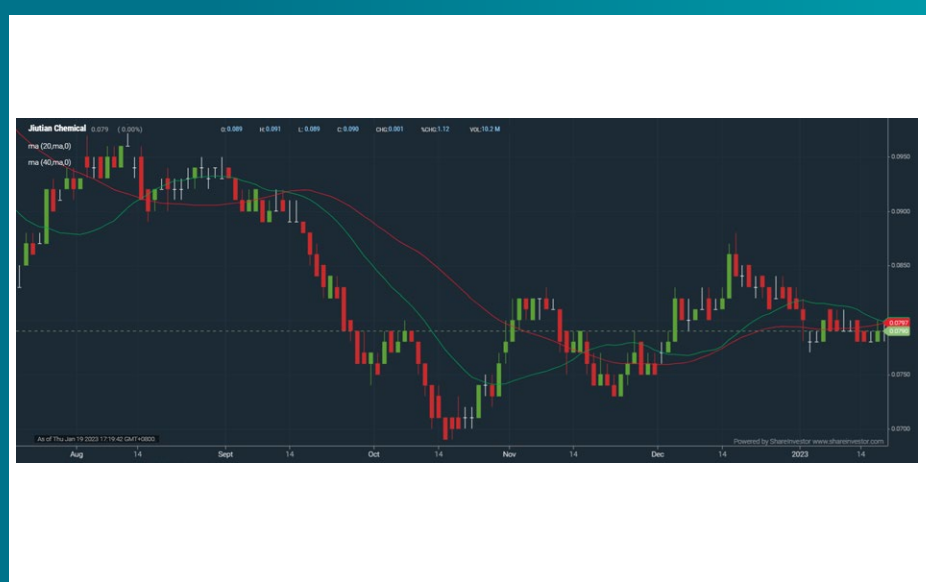 Jiutian Chemical 0.079 ( 0.00%) O:0.089 H:0.091 L: 0.089 C: 0.090 CHG:0.001 %CHG:1.12 VOL:10.2 M
ma (20,ma,0)
ma (40,ma,0)
0.0950
0.0900
0.0850
0.0797
0.0790
0.0750
0.0700
As of Thu Jan 19 2023 17:19:42 GMT+0800
Powered by ShareInvestor www.shareinvestor.com
Aug 14 Sept 14 Oct 14 Nov 14 Dec 14 2023 14